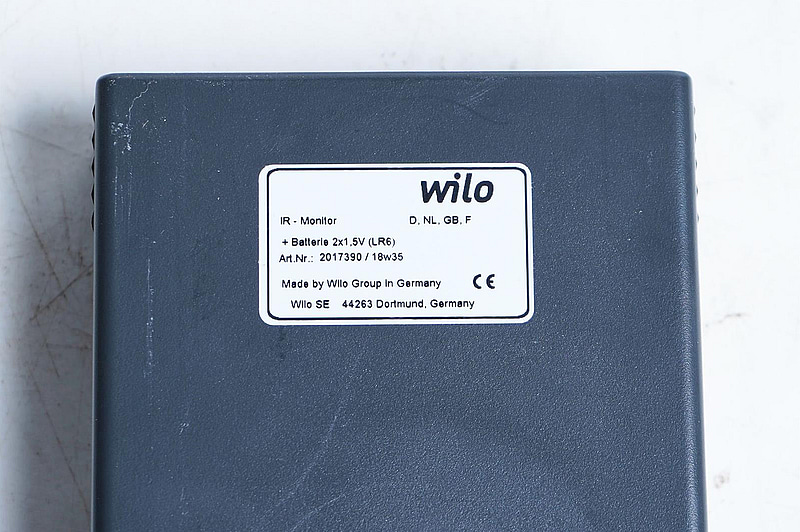 wilo
IR - Monitor D, NL, GB, F
+ Batterie 2x1,5V (LR6)
Art.Nr.: 2017390 / 18w35
Made by Wilo Group in Germany CE
Wilo SE 44263 Dortmund, Germany